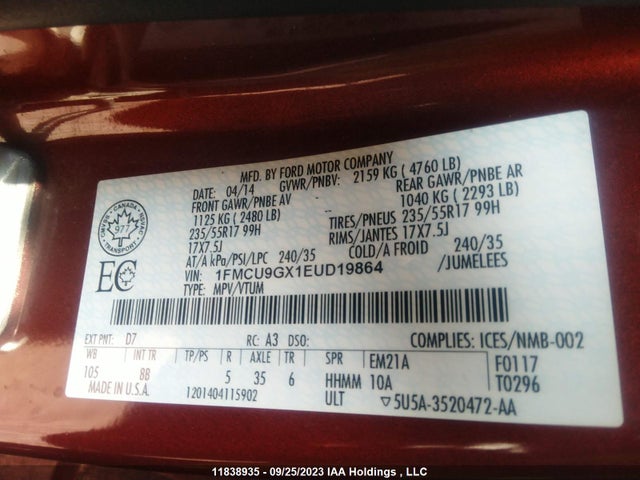 MFD. BY FORD MOTOR COMPANY
DATE: 04/14 GVWR/PNBV: 2159 KG ( 4760 LB)
FRONT GAWR/PNBE AV REAR GAWR/PNBE AR
1125 KG ( 2480 LB) 1040 KG ( 2293 LB)
235/55R17 99H TIRES/PNEUS 235/55R17 99H
17X7.5J RIMS/JANTES 17X7.5J
AT/A kPa/PSI/LPC 240/35 COLD/A FROID 240/35
VIN: 1FMCU9GX1EUD19864 /JUMELEES
TYPE: MPV/VTUM
CANADA
977
TRANSPORT
EC
EXT PNT: D7 RC: A3 DSO: COMPLIES: ICES/NMB-002
WB INT TR TP/PS R AXLE TR SPR EM21A F0117
105 BB 5 35 6 HHMM 10A T0296
MADE IN U.S.A. 1201404115902 ULT ▽5U5A-3520472-AA
11838935 - 09/25/2023 IAA Holdings , LLC